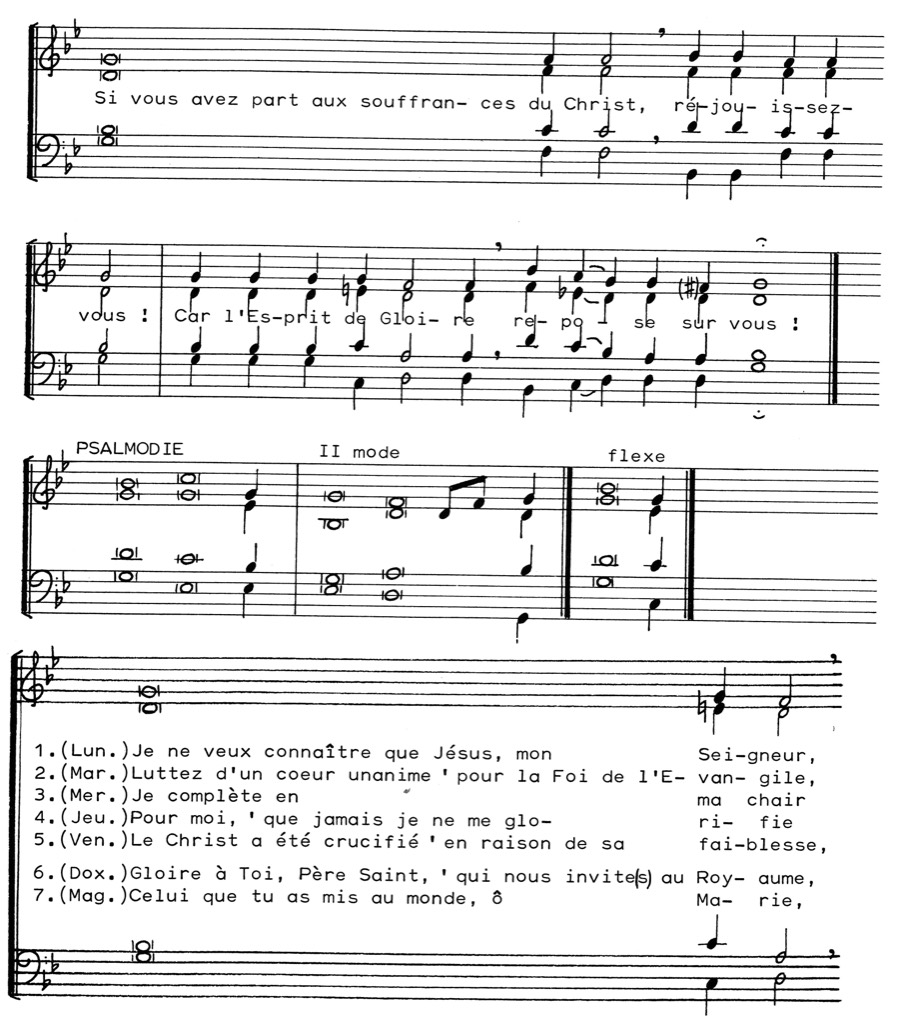 Si vous avez part aux souffran- ces du Christ, ré-jou- is-sez-
vous ! Car l'Es-prit de Gloi- re re- po - se sur vous !
PSALMODIE II mode flexe
1.(Lun.)Je ne veux connaître que Jésus, mon Sei-gneur,
2.(Mar.)Luttez d'un coeur unanime ' pour la Foi de l'E- van- gile,
3.(Mer.)Je complète en ma chair
4.(Jeu.)Pour moi, ' que jamais je ne me glo- ri- fie
5.(Ven.)Le Christ a été crucifié ' en raison de sa fai-blesse,
6.(Dox.)Gloire à Toi, Père Saint, ' qui nous invite(s) au Roy- aume,
7.(Mag.)Celui que tu as mis au monde, ô Ma- rie,